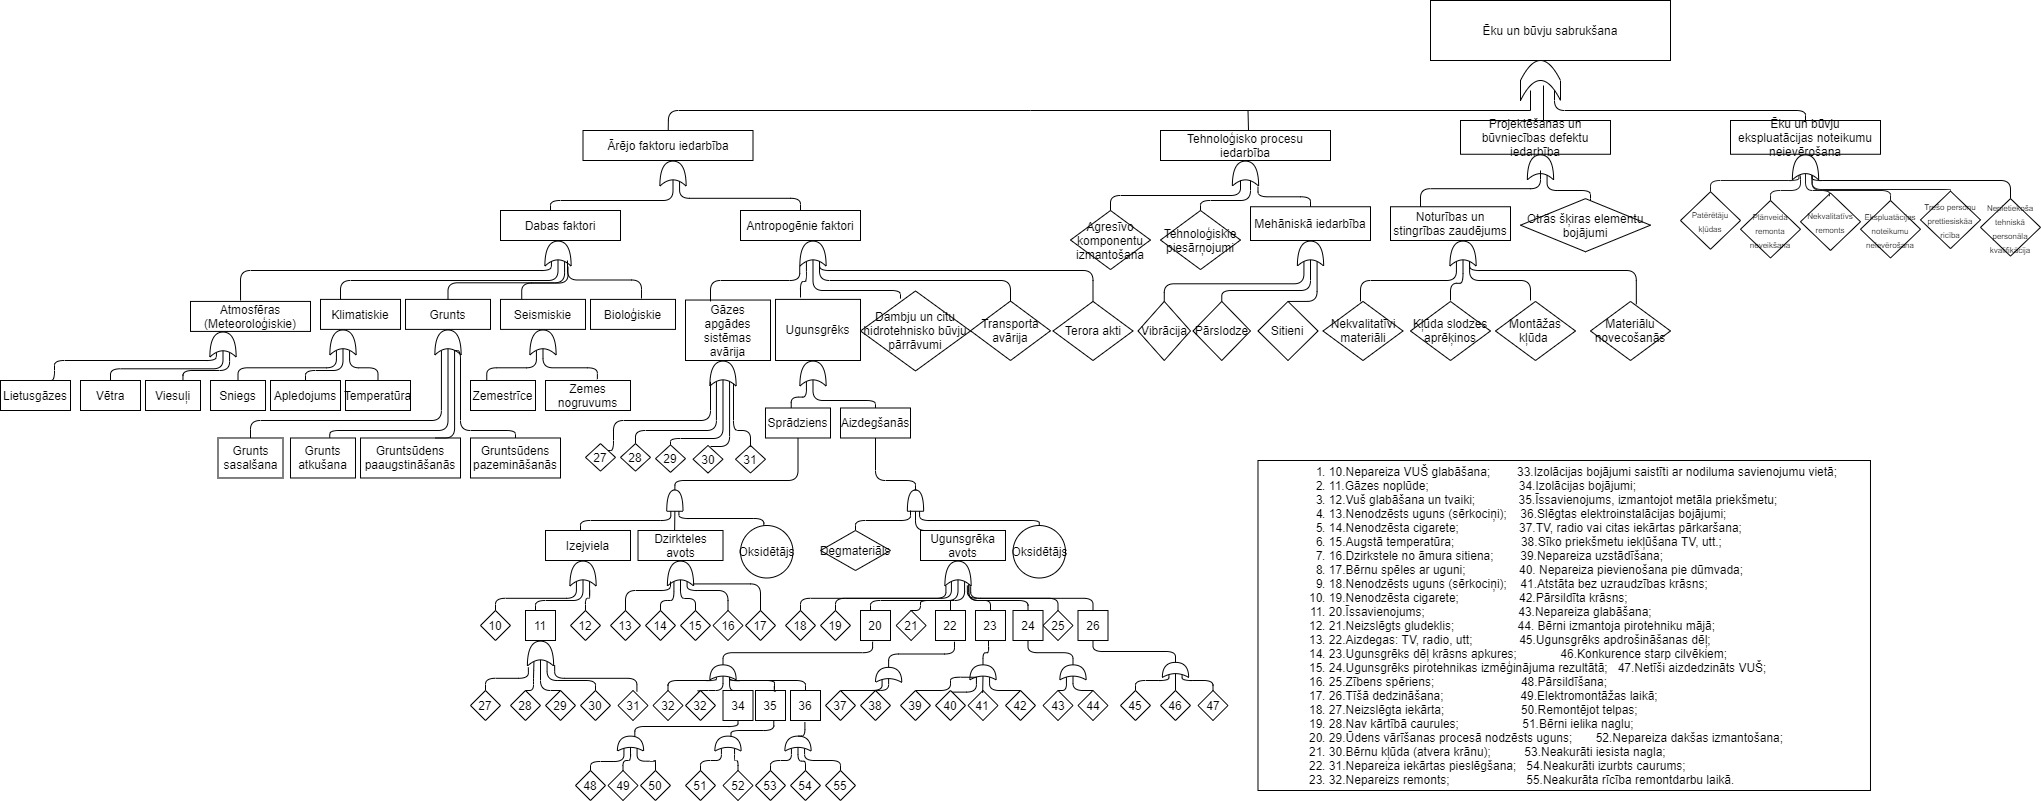 Ēku un būvju sabrukšana
Ārējo faktoru iedarbība
Tehnoloģisko procesu
iedarbība
Projektēšanas un
būvniecības defektu
iedarbība
Ēku un būvju
ekspluatācijas noteikumu
neievērošana
Dabas faktori
Antropogēnie faktori
Agresīvo
komponentu
izmantošana
Tehnoloģiskie
piesārņojumi
Mehāniskā iedarbība
Noturības un
stingrības zaudējums
Otrās šķiras elementu
bojājumi
Patērētāju
kļūdas
Plānveida
remonta
neveikšana
Nekvalitatīvs
remonts
Ekspluatācijas
noteikumu
neievērošana
Trešo personu
prettiesiskāa
rīcība
Nepietiekoša
tehniskā
personāla
kvalifikācija
Atmosfēras
(Meteoroloģiskie)
Klimatiskie
Grunts
Seismiskie
Bioloģiskie
Gāzes
apgādes
sistēmas
avārija
Ugunsgrēks
Dambju un citu
hidrotehnisko būvju
pārrāvumi
Transporta
avārija
Terora akti
Vibrācija
Pārslodze
Sitieni
Nekvalitatīvi
materiāli
Kļūda slodzes
aprēķinos
Montāžas
kļūda
Materiālu
novecošanās
Lietusgāzes
Vētra
Viesuļi
Sniegs
Apledojums
Temperatūra
Zemestrīce
Zemes
nogruvums
Grunts
sasalšana
Grunts
atkušana
Gruntsūdens
paaugstināšanās
Gruntsūdens
pazemināšanās
27
28
29
30
31
Sprādziens
Aizdegšanās
Izejviela
Dzirkteles
avots
Oksidētājs
Degmateriāls
Ugunsgrēka
avots
Oksidētājs
10
11
12
13
14
15
16
17
18
19
20
21
22
23
24
25
26
27
28
29
30
31
32
32
34
35
36
37
38
39
40
41
42
43
44
45
46
47
48
49
50
51
52
53
54
55
1. 10.Nepareiza VUŠ glabāšana; 33.Izolācijas bojājumi saistīti ar nodiluma savienojumu vietā;
2. 11.Gāzes noplūde; 34.Izolācijas bojājumi;
3. 12.Vuš glabāšana un tvaiki; 35.Īssavienojums, izmantojot metāla priekšmetu;
4. 13.Nenodzēsts uguns (sērkociņi); 36.Slēgtas elektroinstalācijas bojājumi;
5. 14.Nenodzēsta cigarete; 37.TV, radio vai citas iekārtas pārkaršana;
6. 15.Augstā temperatūra; 38.Sīko priekšmetu iekļūšana TV, utt.;
7. 16.Dzirkstele no āmura sitiena; 39.Nepareiza uzstādīšana;
8. 17.Bērnu spēles ar uguni; 40. Nepareiza pievienošana pie dūmvada;
9. 18.Nenodzēsts uguns (sērkociņi); 41.Atstāta bez uzraudzības krāsns;
10. 19.Nenodzēsta cigarete; 42.Pārsildīta krāsns;
11. 20.Īssavienojums; 43.Nepareiza glabāšana;
12. 21.Neizslēgts gludeklis; 44. Bērni izmantoja pirotehniku mājā;
13. 22.Aizdegas: TV, radio, utt; 45.Ugunsgrēks apdrošināšanas dēļ;
14. 23.Ugunsgrēks dēļ krāsns apkures; 46.Konkurence starp cilvēkiem;
15. 24.Ugunsgrēks pirotehnikas izmēģinājuma rezultātā; 47.Netīši aizdedzināts VUŠ;
16. 25.Zībens spēriens; 48.Pārsildīšana;
17. 26.Tīšā dedzināšana; 49.Elektromontāžas laikā;
18. 27.Neizslēgta iekārta; 50.Remontējot telpas;
19. 28.Nav kārtībā caurules; 51.Bērni ielika naglu;
20. 29.Ūdens vārīšanas procesā nodzēsts uguns; 52.Nepareiza dakšas izmantošana;
21. 30.Bērnu kļūda (atvera krānu); 53.Neakurāti iesista nagla;
22. 31.Nepareiza iekārtas pieslēgšana; 54.Neakurāti izurbts caurums;
23. 32.Nepareizs remonts; 55.Neakurāta rīcība remontdarbu laikā.